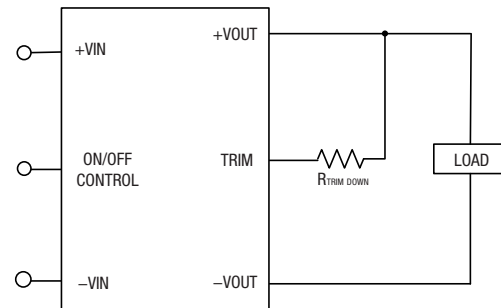 +VIN
+VOUT
ON/OFF
CONTROL
TRIM
RTRIM DOWN
LOAD
−VIN
−VOUT